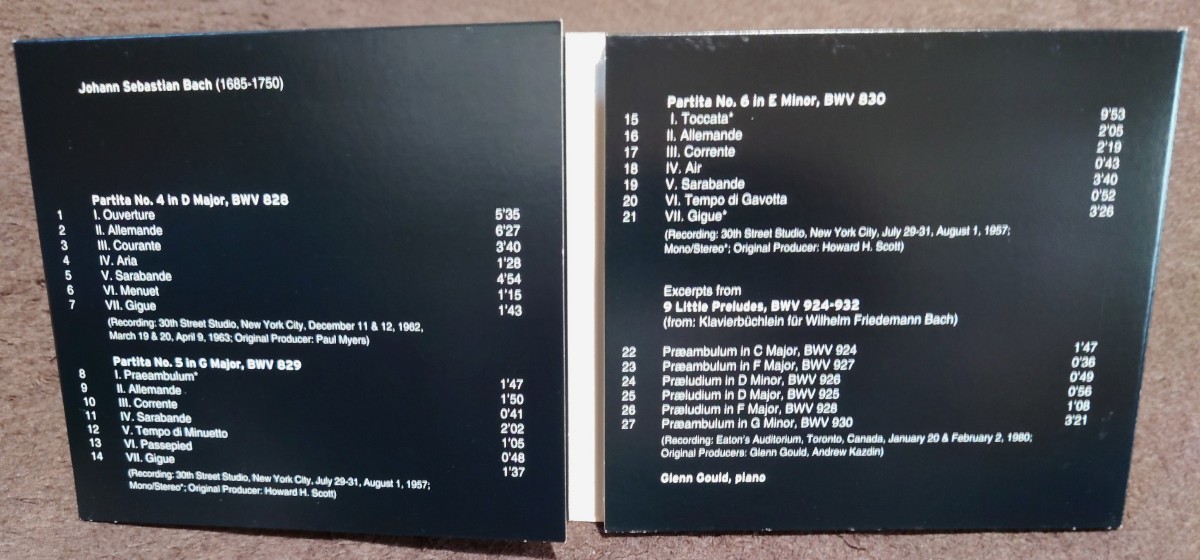 Johann Sebastian Bach (1685-1750)
Partita No. 4 in D Major, BWV 828
1 I. Ouverture 5'35
2 II. Allemande 6'27
3 III. Courante 3'40
4 IV. Aria 1'28
5 V. Sarabande 4'54
6 VI. Menuet 1'15
7 VII. Gigue 1'43
(Recording: 30th Street Studio, New York City, December 11 & 12, 1962,
March 19 & 20, April 9, 1963; Original Producer: Paul Myers)
Partita No. 5 in G Major, BWV 829
8 I. Praeambulum* 1'47
9 II. Allemande 1'50
10 III. Corrente 0'41
11 IV. Sarabande 2'02
12 V. Tempo di Minuetto 1'05
13 VI. Passepied 0'48
14 VII. Gigue 1'37
(Recording: 30th Street Studio, New York City, July 29-31, August 1, 1957;
Mono/Stereo*; Original Producer: Howard H. Scott)
Partita No. 6 in E Minor, BWV 830
15 I. Toccata* 9'53
16 II. Allemande 2'05
17 III. Corrente 2'19
18 IV. Air 0'43
19 V. Sarabande 3'40
20 VI. Tempo di Gavotta 0'52
21 VII. Gigue* 3'26
(Recording: 30th Street Studio, New York City, July 29-31, August 1, 1957;
Mono/Stereo*; Original Producer: Howard H. Scott)
Excerpts from
9 Little Preludes, BWV 924-932
(from: Klavierbüchlein für Wilhelm Friedemann Bach)
22 Præambulum in C Major, BWV 924 1'47
23 Præambulum in F Major, BWV 927 0'36
24 Præludium in D Minor, BWV 926 0'49
25 Præludium in D Major, BWV 925 0'56
26 Præludium in F Major, BWV 928 1'08
27 Præambulum in G Minor, BWV 930 3'21
(Recording: Eaton's Auditorium, Toronto, Canada, January 20 & February 2, 1980;
Original Producers: Glenn Gould, Andrew Kazdin)
Glenn Gould, piano